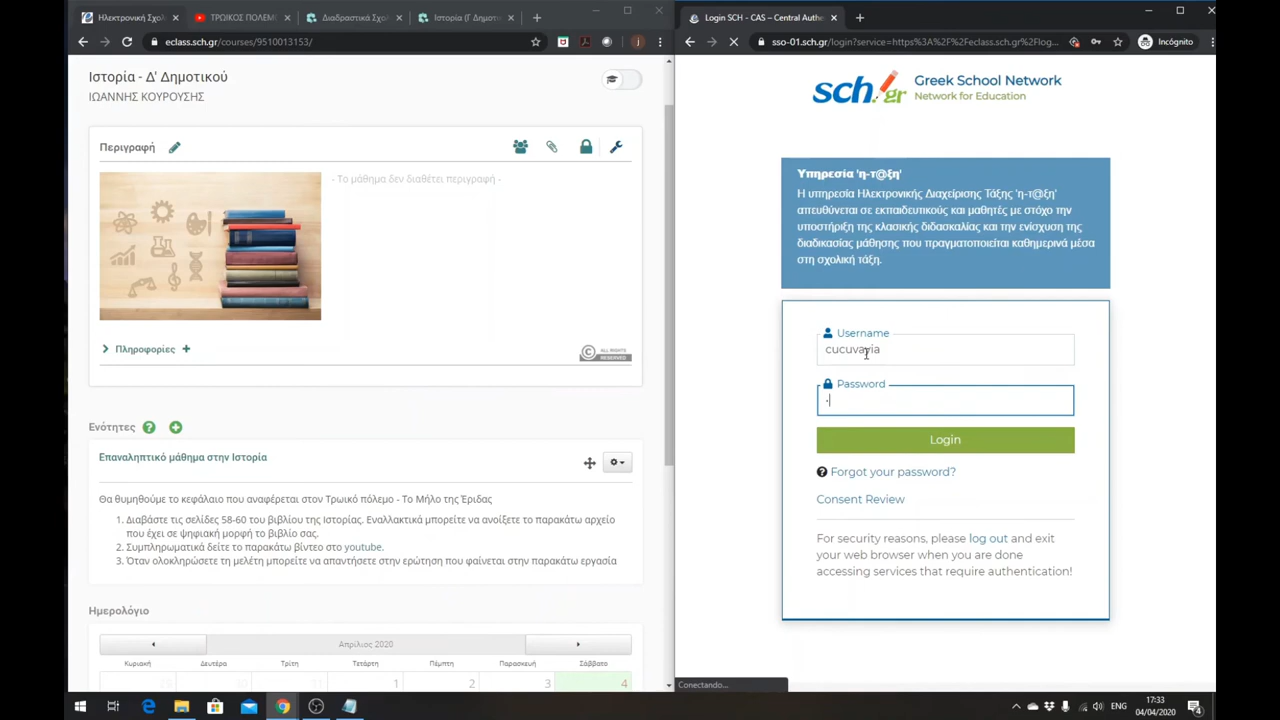 Ηλεκτρονική Σχολ
ΤΡΩΙΚΟΣ ΠΟΛΕΜ
Διαδραστικά Σχολ
Ιστορία (Γ Δημοτι
eclass.sch.gr/courses/9510013153/
Ιστορία - Δ' Δημοτικού
ΙΩΑΝΝΗΣ ΚΟΥΡΟΥΣΗΣ
Περιγραφή
- Το μάθημα δεν διαθέτει περιγραφή -
Πληροφορίες
ALL RIGHTS
RESERVED
Ενότητες
Επαναληπτικό μάθημα στην Ιστορία
Θα θυμηθούμε το κεφάλαιο που αναφέρεται στον Τρωικό πόλεμο - Το Μήλο της Έριδας
1. Διαβάστε τις σελίδες 58-60 του βιβλίου της Ιστορίας. Εναλλακτικά μπορείτε να ανοίξετε το παρακάτω αρχείο
που έχει σε ψηφιακή μορφή το βιβλίο σας.
2. Συμπληρωματικά δείτε το παρακάτω βίντεο στο youtube.
3. Όταν ολοκληρώσετε τη μελέτη μπορείτε να απαντήσετε στην ερώτηση που φαίνεται στην παρακάτω εργασία
Ημερολόγιο
Απρίλιος 2020
Κυριακή Δευτέρα Τρίτη Τετάρτη Πέμπτη Παρασκευή Σάββατο
29 30 31 1 2 3 4
Login SCH - CAS – Central Authe
sso-01.sch.gr/login?service=https%3A%2F%2Feclass.sch.gr%2Flog...
Incógnito
sch.gr
Greek School Network
Network for Education
Υπηρεσία 'η-τ@ξη'
Η υπηρεσία Ηλεκτρονικής Διαχείρισης Τάξης 'η-τ@ξη'
απευθύνεται σε εκπαιδευτικούς και μαθητές με στόχο την
υποστήριξη της κλασικής διδασκαλίας και την ενίσχυση της
διαδικασίας μάθησης που πραγματοποιείται καθημερινά μέσα
στη σχολική τάξη.
Username
cucuvayia
Password
Login
Forgot your password?
Consent Review
For security reasons, please log out and exit
your web browser when you are done
accessing services that require authentication!
Conectando...
ENG
17:33
04/04/2020
4